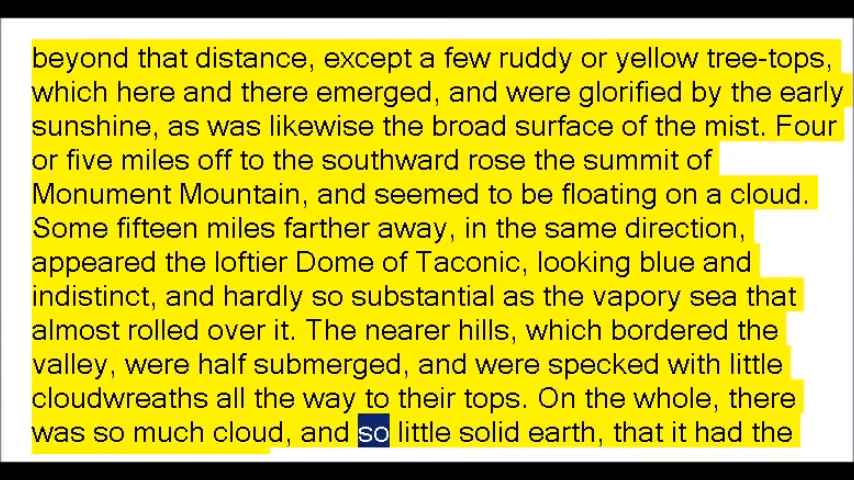 beyond that distance, except a few ruddy or yellow tree-tops,
which here and there emerged, and were glorified by the early
sunshine, as was likewise the broad surface of the mist. Four
or five miles off to the southward rose the summit of
Monument Mountain, and seemed to be floating on a cloud.
Some fifteen miles farther away, in the same direction,
appeared the loftier Dome of Taconic, looking blue and
indistinct, and hardly so substantial as the vapory sea that
almost rolled over it. The nearer hills, which bordered the
valley, were half submerged, and were specked with little
cloudwreaths all the way to their tops. On the whole, there
was so much cloud, and so little solid earth, that it had the